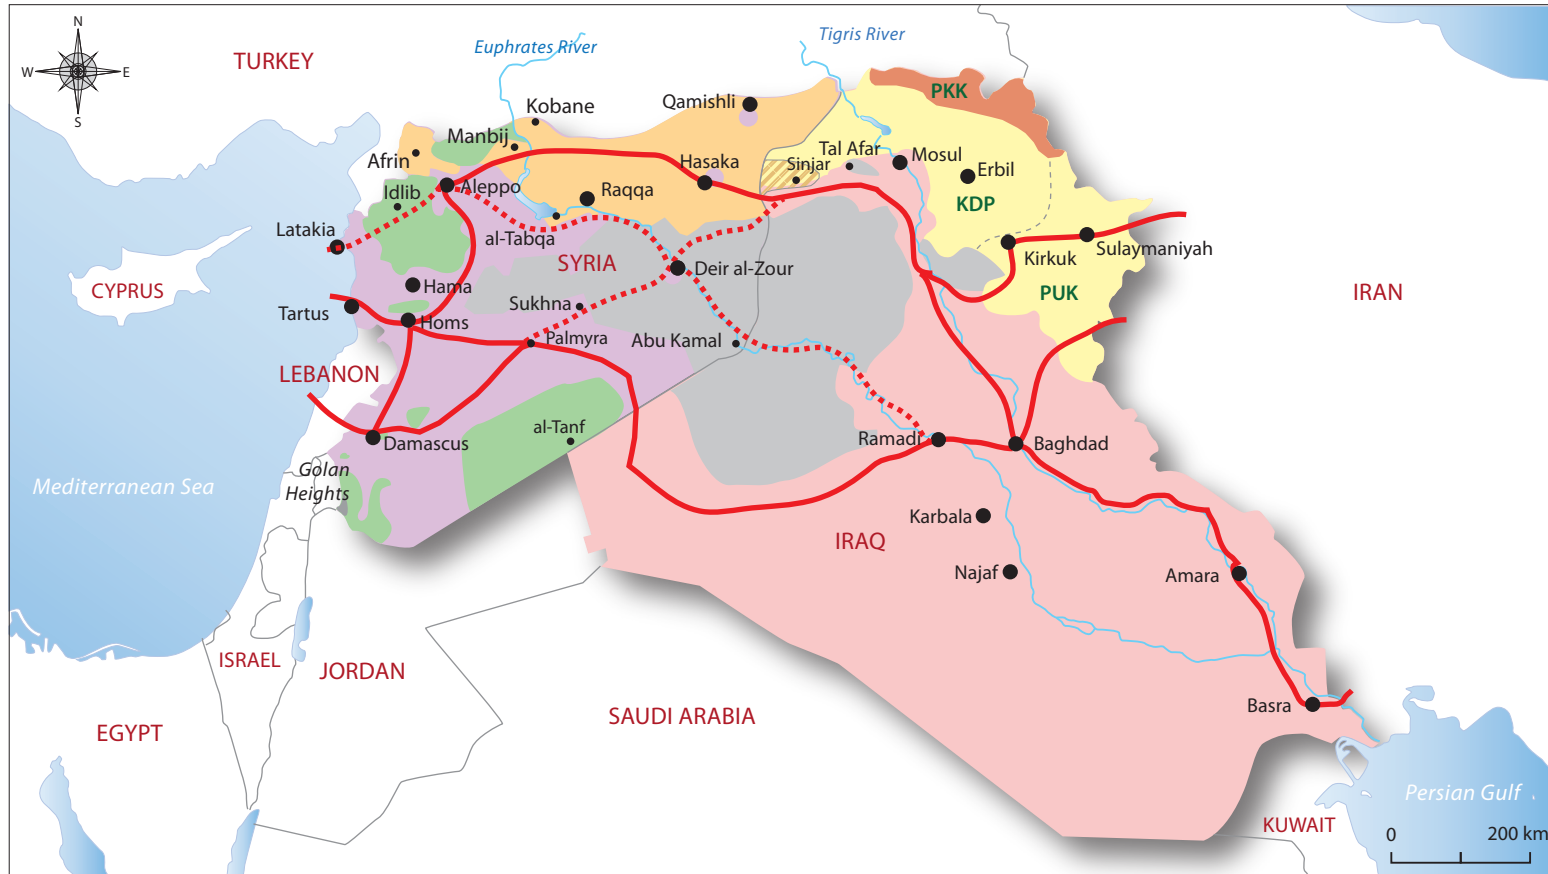 N
W
E
S
TURKEY
Euphrates River
Tigris River
Kobane
Qamishli
PKK
Manbij
Afrin
Tal Afar
Mosul
Hasaka
Sinjar
Erbil
Idlib
Aleppo
Raqqa
KDP
Latakia
al-Tabqa
Sulaymaniyah
Kirkuk
SYRIA
Deir al-Zour
CYPRUS
Hama
PUK
IRAN
Sukhna
Tartus
Homs
Palmyra
Abu Kamal
LEBANON
al-Tanf
Damascus
Ramadi
Baghdad
Golan
Heights
Mediterranean Sea
Karbala
IRAQ
Najaf
Amara
ISRAEL
JORDAN
Basra
SAUDI ARABIA
EGYPT
Persian Gulf
KUWAIT
0
200 km